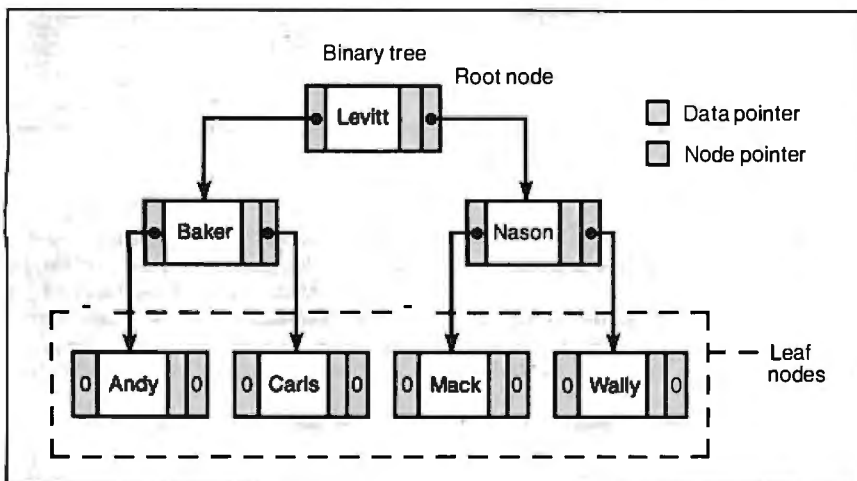 Binary tree
Root node
Levitt
Data pointer
Node pointer
Baker
Nason
0 Andy 0
0 Carls 0
0 Mack 0
0 Wally 0
Leaf
nodes